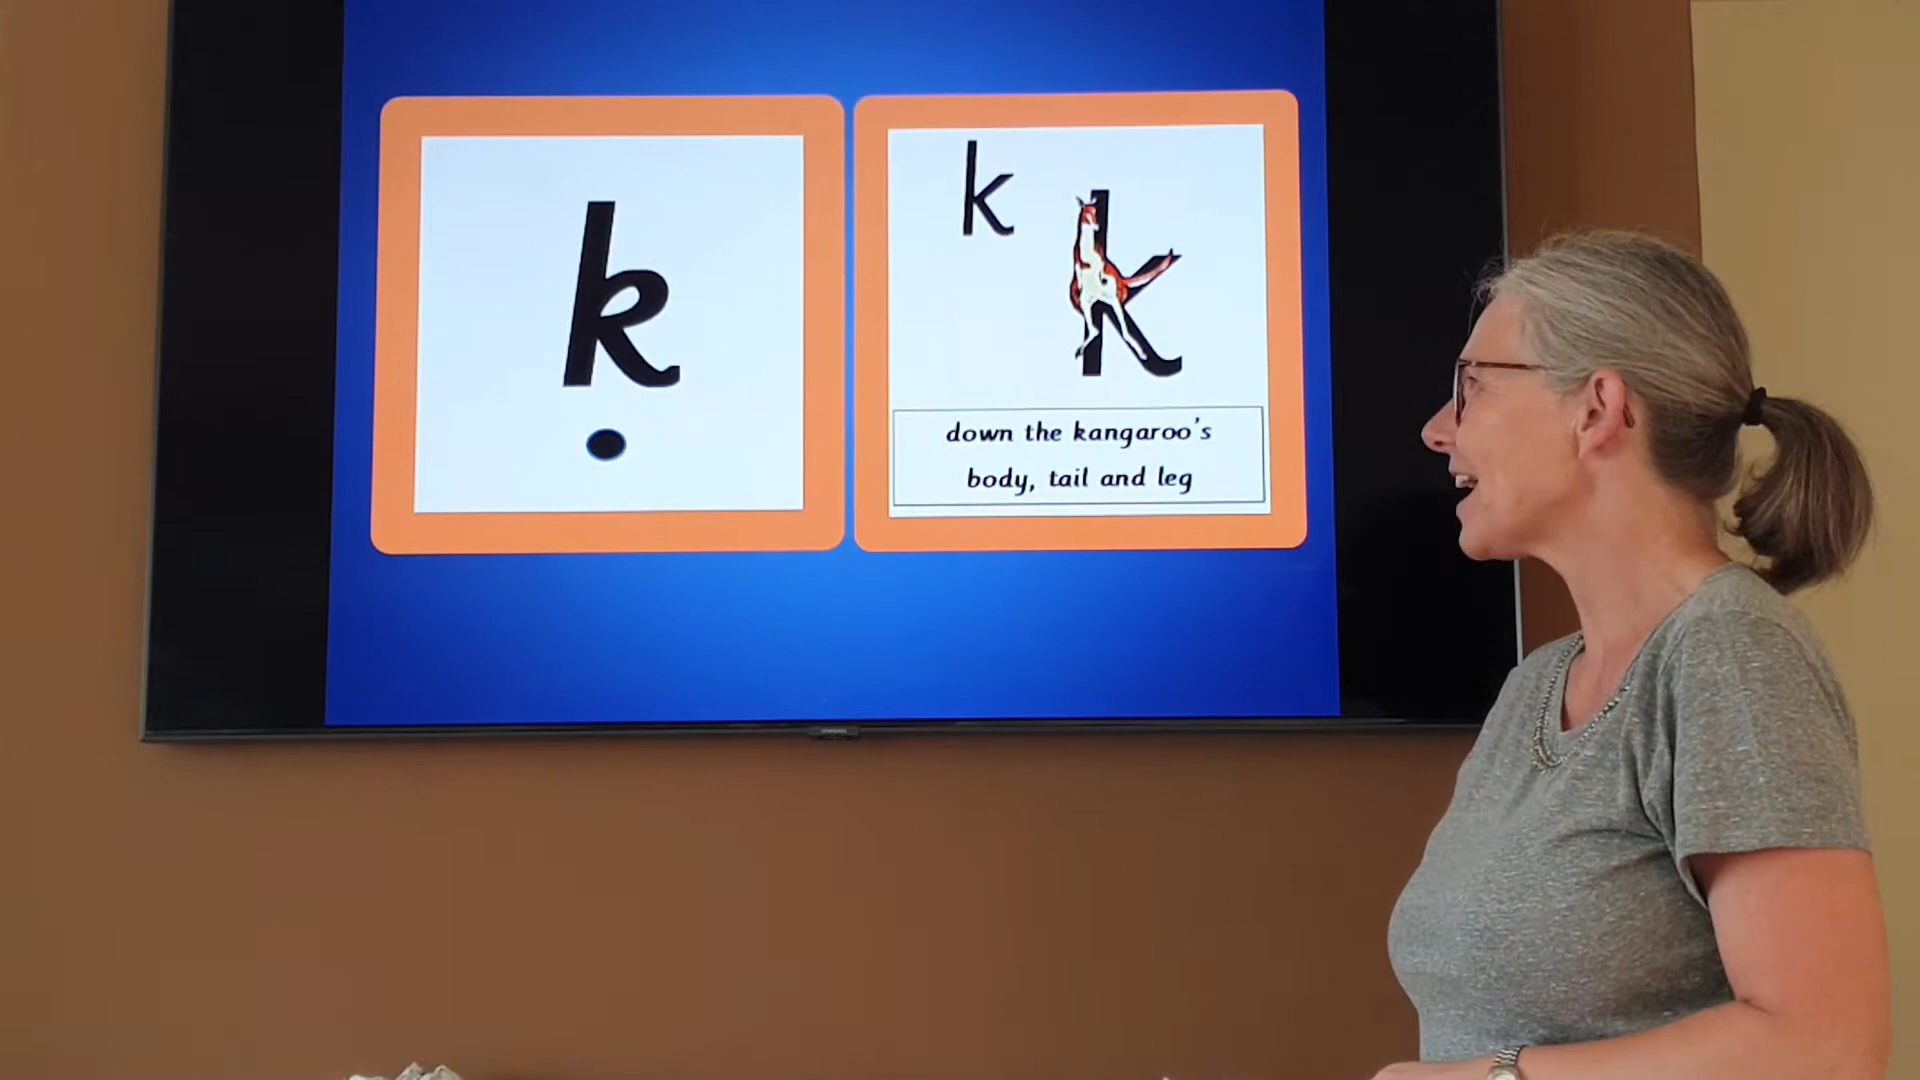 k
k
k
down the kangaroo's
body, tail and leg